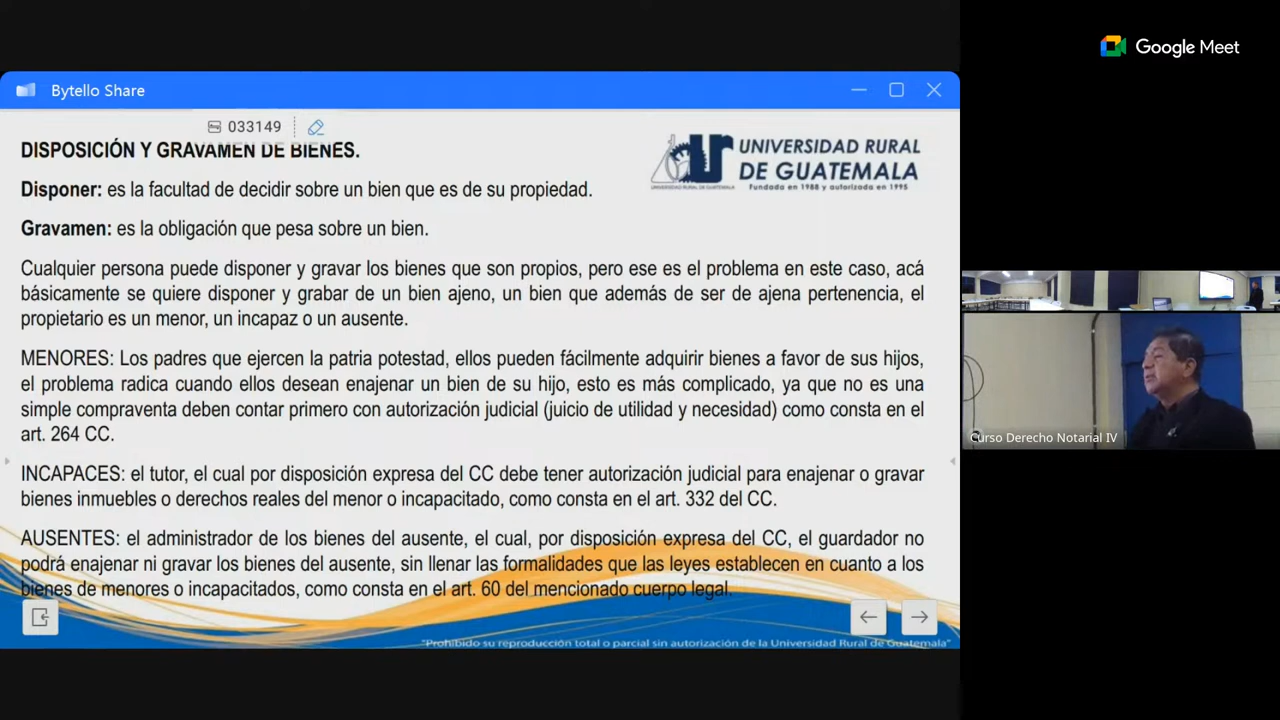 Google Meet
Bytello Share
033149
DISPOSICIÓN Y GRAVAMEN DE BIENES.
UNIVERSIDAD RURAL
DE GUATEMALA
Fundada en 1988 y autorizada en 1995
UNIVERSIDAD RURAL DE GUATEMALA
Disponer: es la facultad de decidir sobre un bien que es de su propiedad.
Gravamen: es la obligación que pesa sobre un bien.
Cualquier persona puede disponer y gravar los bienes que son propios, pero ese es el problema en este caso, acá
básicamente se quiere disponer y grabar de un bien ajeno, un bien que además de ser de ajena pertenencia, el
propietario es un menor, un incapaz o un ausente.
MENORES: Los padres que ejercen la patria potestad, ellos pueden fácilmente adquirir bienes a favor de sus hijos,
el problema radica cuando ellos desean enajenar un bien de su hijo, esto es más complicado, ya que no es una
simple compraventa deben contar primero con autorización judicial (juicio de utilidad y necesidad) como consta en el
art. 264 CC.
INCAPACES: el tutor, el cual por disposición expresa del CC debe tener autorización judicial para enajenar o gravar
bienes inmuebles o derechos reales del menor o incapacitado, como consta en el art. 332 del CC.
AUSENTES: el administrador de los bienes del ausente, el cual, por disposición expresa del CC, el guardador no
podrá enajenar ni gravar los bienes del ausente, sin llenar las formalidades que las leyes establecen en cuanto a los
bienes de menores o incapacitados, como consta en el art. 60 del mencionado cuerpo legal.
"Prohibido su reproducción total o parcial sin autorización de la Universidad Rural de Guatemala"
Curso Derecho Notarial IV